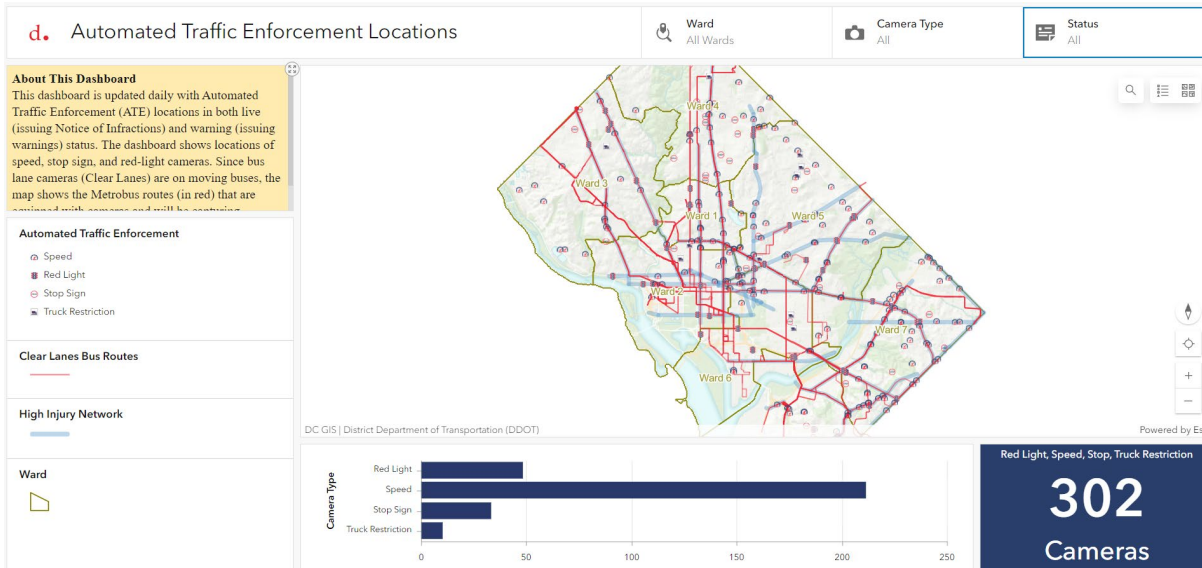 d. Automated Traffic Enforcement Locations
Ward
All Wards
Camera Type
All
Status
All
About This Dashboard
This dashboard is updated daily with Automated
Traffic Enforcement (ATE) locations in both live
(issuing Notice of Infractions) and warning (issuing
warnings) status. The dashboard shows locations of
speed, stop sign, and red-light cameras. Since bus
lane cameras (Clear Lanes) are on moving buses, the
map shows the Metrobus routes (in red) that are
equipped with cameras and will be capturing
Automated Traffic Enforcement
Speed
Red Light
Stop Sign
Truck Restriction
Clear Lanes Bus Routes
High Injury Network
Ward
Ward 4
Ward 3
Ward 1
Ward 5
Ward 2
Ward 7
Ward 6
DC GIS | District Department of Transportation (DDOT)
Powered by Es
Camera Type
Red Light
Speed
Stop Sign
Truck Restriction
0 50 100 150 200 250
Red Light, Speed, Stop, Truck Restriction
302
Cameras